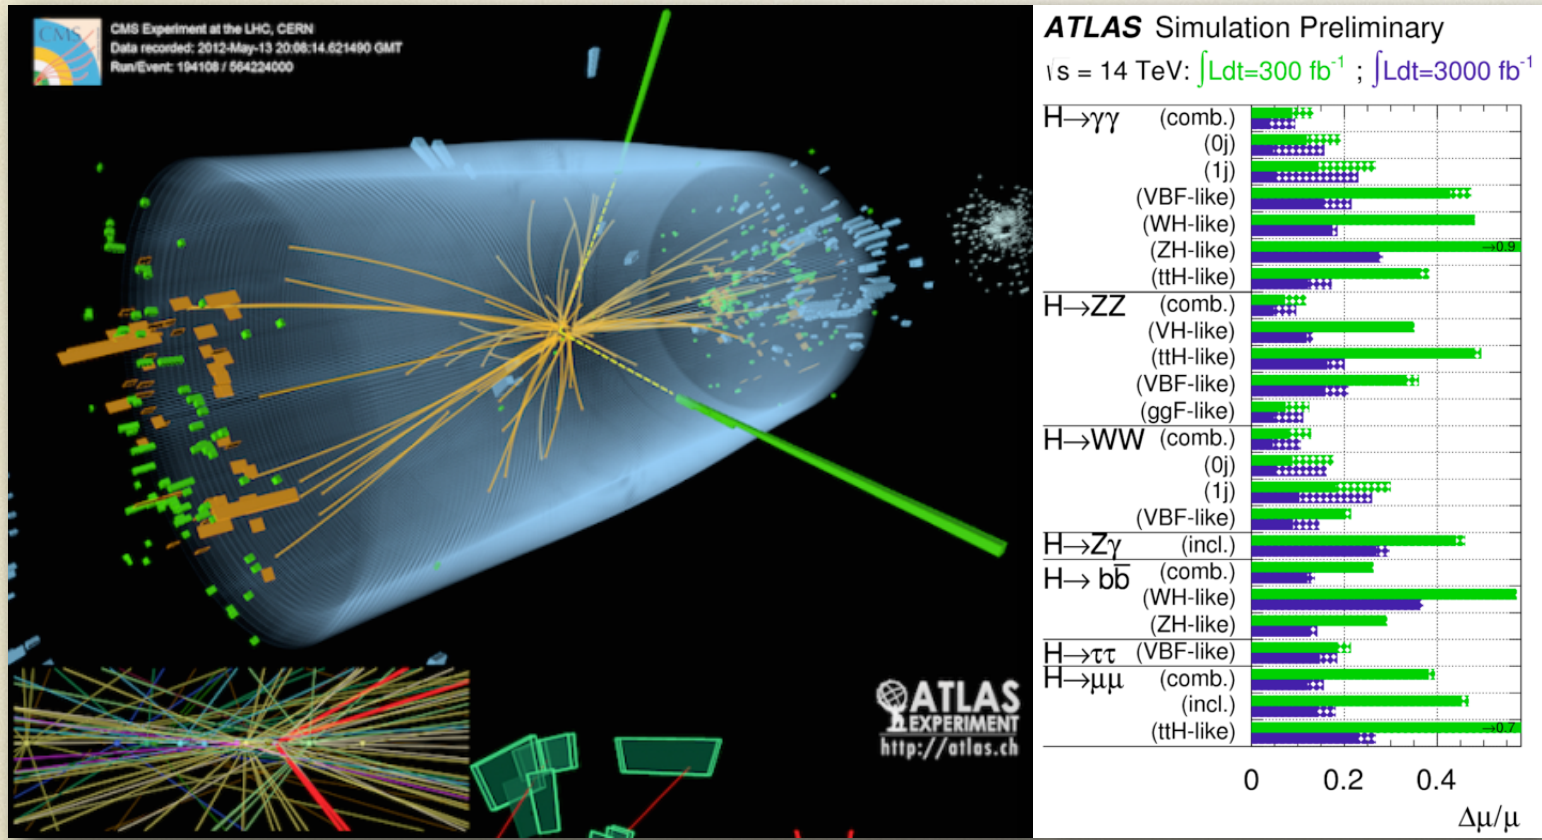 CMS
CMS Experiment at the LHC, CERN
Data recorded: 2012-May-13 20:08:14.621490 GMT
Run/Event: 194108 / 564224000
ATLAS
EXPERIMENT
http://atlas.ch
ATLAS Simulation Preliminary
√s = 14 TeV: ∫Ldt=300 fb⁻¹ ; ∫Ldt=3000 fb⁻¹
H→γγ (comb.)
(0j)
(1j)
(VBF-like)
(WH-like)
(ZH-like) →0.9
(ttH-like)
H→ZZ (comb.)
(VH-like)
(ttH-like)
(VBF-like)
(ggF-like)
H→WW (comb.)
(0j)
(1j)
(VBF-like)
H→Zγ (incl.)
H→ bb̅ (comb.)
(WH-like)
(ZH-like)
H→ττ (VBF-like)
H→μμ (comb.)
(incl.)
(ttH-like) →0.7
0 0.2 0.4
Δμ/μ